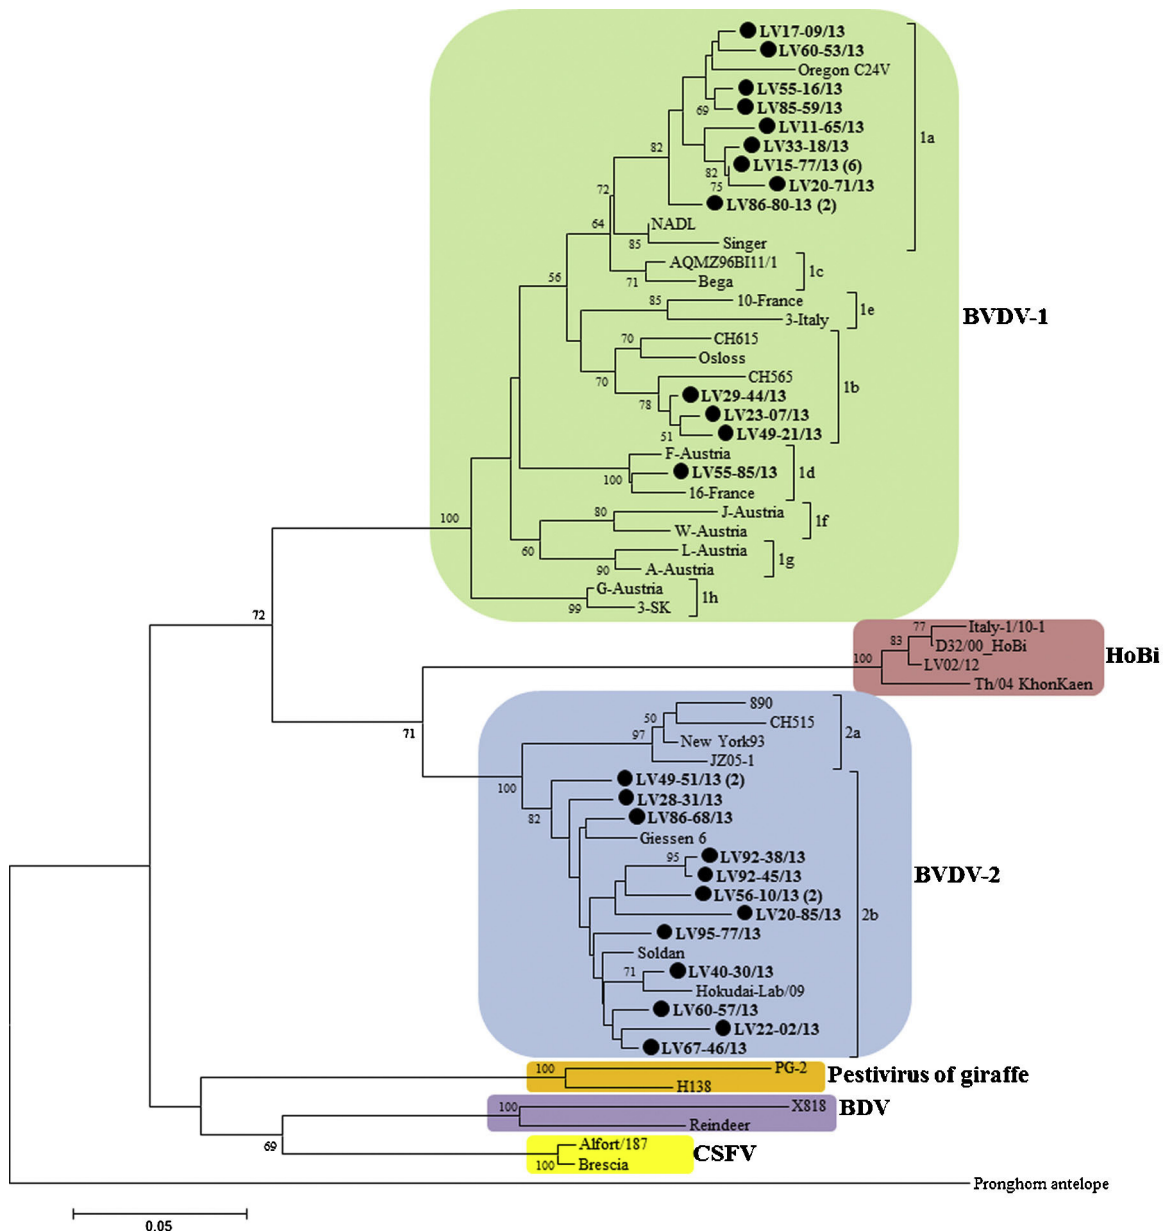 LV17-09/13
LV60-53/13
Oregon C24V
LV55-16/13
69
LV85-59/13
LV11-65/13
1a
LV33-18/13
82
LV15-77/13 (6)
82
LV20-71/13
75
72
LV86-80-13 (2)
64
NADL
85
Singer
AQMZ96BI11/1
1c
56
71
Bega
85
10-France
1e
3-Italy
BVDV-1
70
CH615
Osloss
70
CH565
1b
78
LV29-44/13
LV23-07/13
51
LV49-21/13
F-Austria
100
LV55-85/13
1d
16-France
80
J-Austria
1f
100
W-Austria
60
L-Austria
1g
90
A-Austria
G-Austria
1h
99
3-SK
72
77
Italy-1/10-1
83
D32/00_HoBi
100
LV02/12
HoBi
Th/04 KhonKaen
890
50
CH515
71
97
New York93
2a
JZ05-1
100
LV49-51/13 (2)
LV28-31/13
82
LV86-68/13
Giessen 6
95
LV92-38/13
LV92-45/13
BVDV-2
LV56-10/13 (2)
LV20-85/13
2b
LV95-77/13
Soldan
71
LV40-30/13
Hokudai-Lab/09
LV60-57/13
LV22-02/13
LV67-46/13
100
PG-2
Pestivirus of giraffe
H138
100
X818
BDV
Reindeer
69
Alfort/187
CSFV
100
Brescia
Pronghorn antelope
0.05